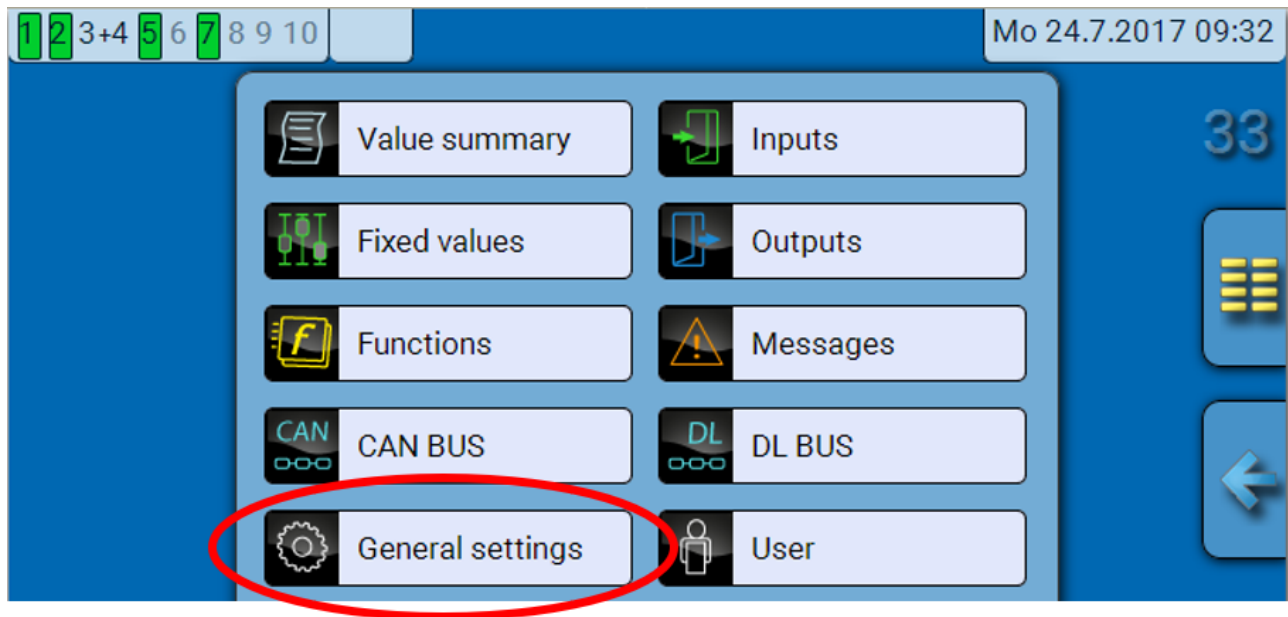 1 2 3+4 5 6 7 8 9 10
Mo 24.7.2017 09:32
33
Value summary
Inputs
Fixed values
Outputs
f Functions
Messages
CAN CAN BUS
DL DL BUS
General settings
User